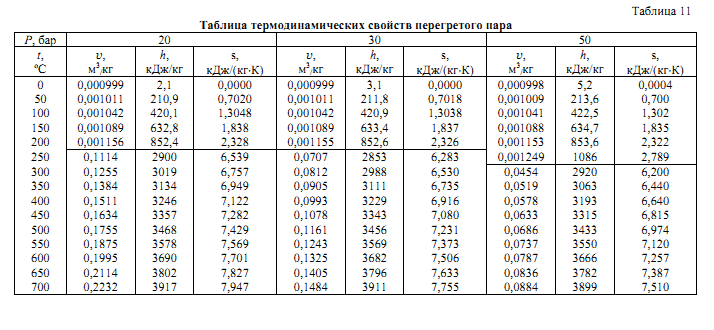 Таблица 11
Таблица термодинамических свойств перегретого пара
P, бар 20 30 50
t, υ, h, s, υ, h, s, υ, h, s,
ºС м³/кг кДж/кг кДж/(кг·К) м³/кг кДж/кг кДж/(кг·К) м³/кг кДж/кг кДж/(кг·К)
0 0,000999 2,1 0,0000 0,000999 3,1 0,0000 0,000998 5,2 0,0004
50 0,001011 210,9 0,7020 0,001011 211,8 0,7018 0,001009 213,6 0,700
100 0,001042 420,1 1,3048 0,001042 420,9 1,3038 0,001041 422,5 1,302
150 0,001089 632,8 1,838 0,001089 633,4 1,837 0,001088 634,7 1,835
200 0,001156 852,4 2,328 0,001155 852,6 2,326 0,001153 853,6 2,322
250 0,1114 2900 6,539 0,0707 2853 6,283 0,001249 1086 2,789
300 0,1255 3019 6,757 0,0812 2988 6,530 0,0454 2920 6,200
350 0,1384 3134 6,949 0,0905 3111 6,735 0,0519 3063 6,440
400 0,1511 3246 7,122 0,0993 3229 6,916 0,0578 3193 6,640
450 0,1634 3357 7,282 0,1078 3343 7,080 0,0633 3315 6,815
500 0,1755 3468 7,429 0,1161 3456 7,231 0,0686 3433 6,974
550 0,1875 3578 7,569 0,1243 3569 7,373 0,0737 3550 7,120
600 0,1995 3690 7,701 0,1325 3682 7,506 0,0787 3666 7,257
650 0,2114 3802 7,827 0,1405 3796 7,633 0,0836 3782 7,387
700 0,2232 3917 7,947 0,1484 3911 7,755 0,0884 3899 7,510